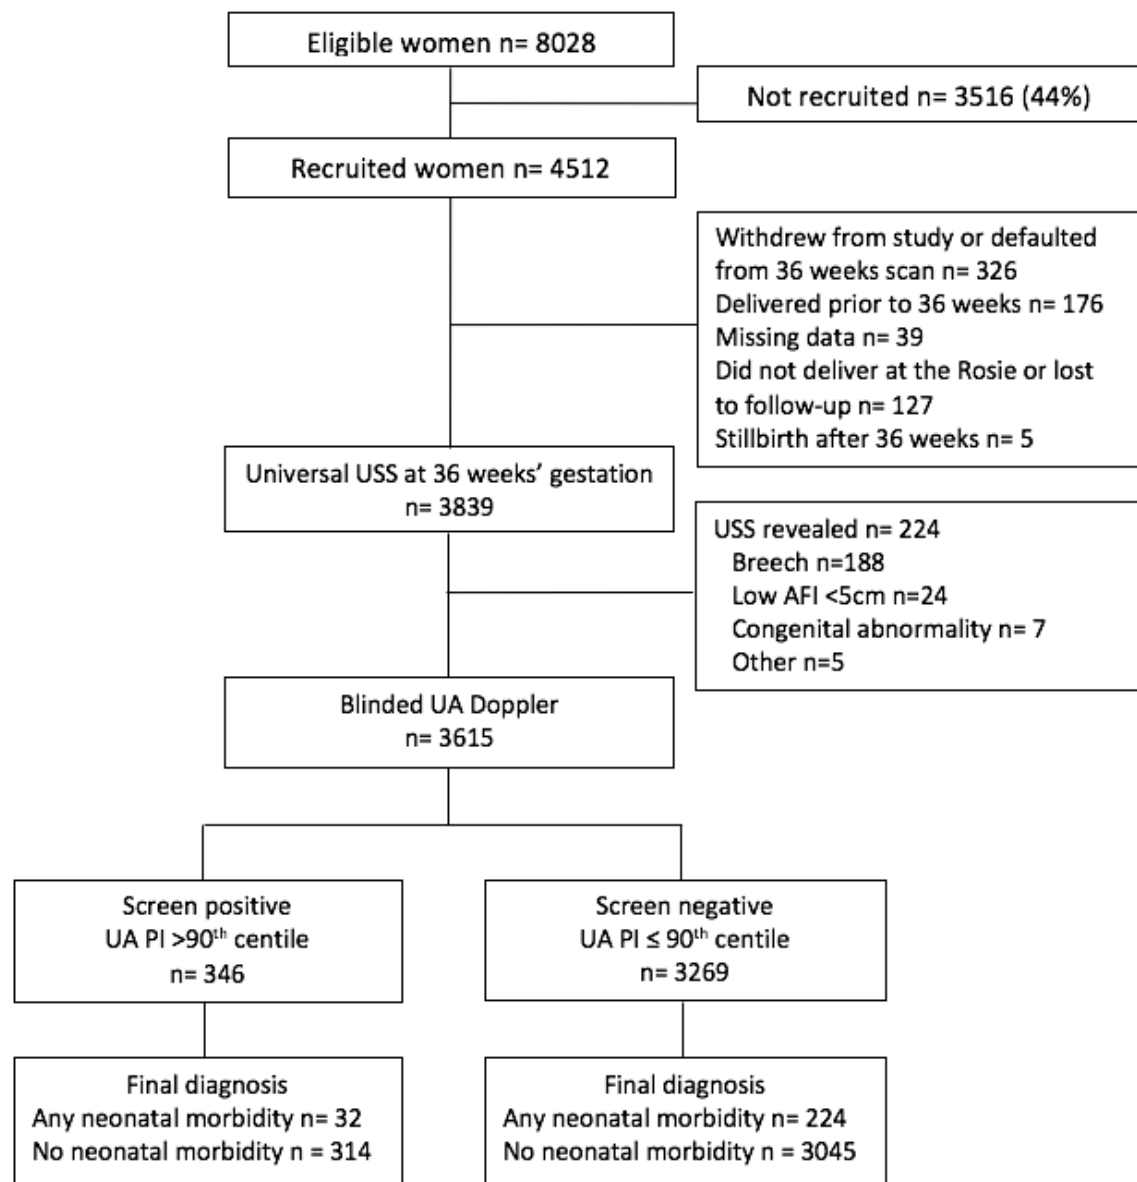 Eligible women n= 8028
Not recruited n= 3516 (44%)
Recruited women n= 4512
Withdrew from study or defaulted
from 36 weeks scan n= 326
Delivered prior to 36 weeks n= 176
Missing data n= 39
Did not deliver at the Rosie or lost
to follow-up n= 127
Stillbirth after 36 weeks n= 5
Universal USS at 36 weeks’ gestation
n= 3839
USS revealed n= 224
Breech n=188
Low AFI <5cm n=24
Congenital abnormality n= 7
Other n=5
Blinded UA Doppler
n= 3615
Screen positive
UA PI >90th centile
n= 346
Screen negative
UA PI ≤ 90th centile
n= 3269
Final diagnosis
Any neonatal morbidity n= 32
No neonatal morbidity n = 314
Final diagnosis
Any neonatal morbidity n= 224
No neonatal morbidity n = 3045